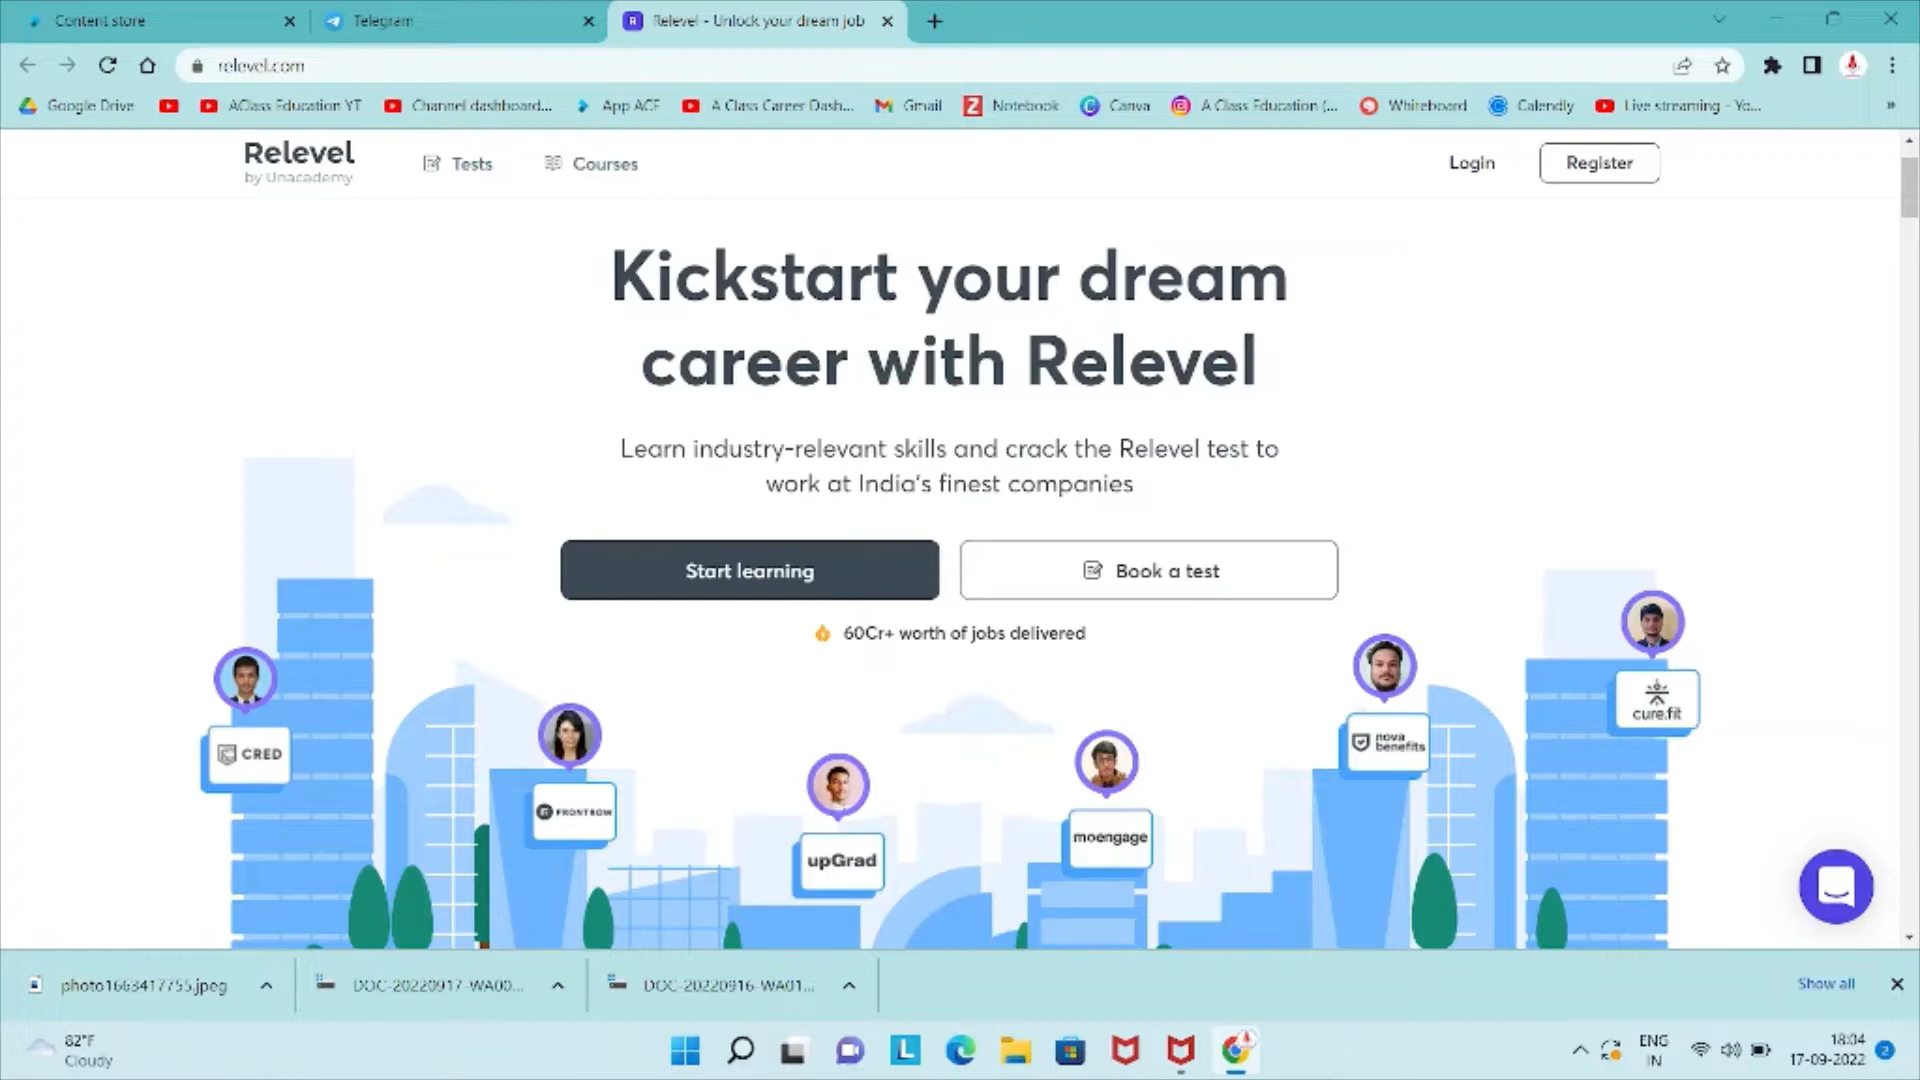 Content store
Telegram
Relevel - Unlock your dream job
relevel.com
Google Drive
AClass Education YT
Channel dashboard...
App ACE
A Class Career Dash...
Gmail
Notebook
Canva
A Class Education (...
Whiteboard
Calendly
Live streaming - Yo...
»
Relevel
by Unacademy
Tests
Courses
Login
Register
Kickstart your dream
career with Relevel
Learn industry-relevant skills and crack the Relevel test to
work at India's finest companies
Start learning
Book a test
60Cr+ worth of jobs delivered
cure.fit
nova
benefits
CRED
FRONTROW
moengage
upGrad
photo1663417755.jpeg
DOC-20220917-WA00...
DOC-20220916-WA01...
Show all
82°F
Cloudy
ENG
IN
18:04
17-09-2022
2